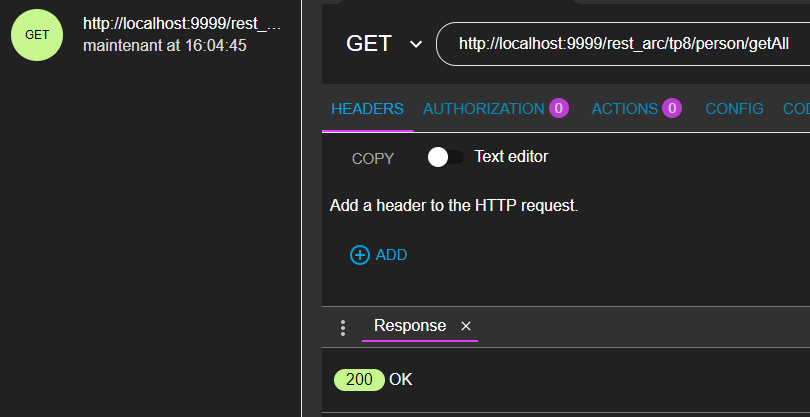 GET
http://localhost:9999/rest_…
maintenant at 16:04:45
GET
http://localhost:9999/rest_arc/tp8/person/getAll
HEADERS AUTHORIZATION 0 ACTIONS 0 CONFIG COD
COPY Text editor
Add a header to the HTTP request.
ADD
Response ×
200 OK